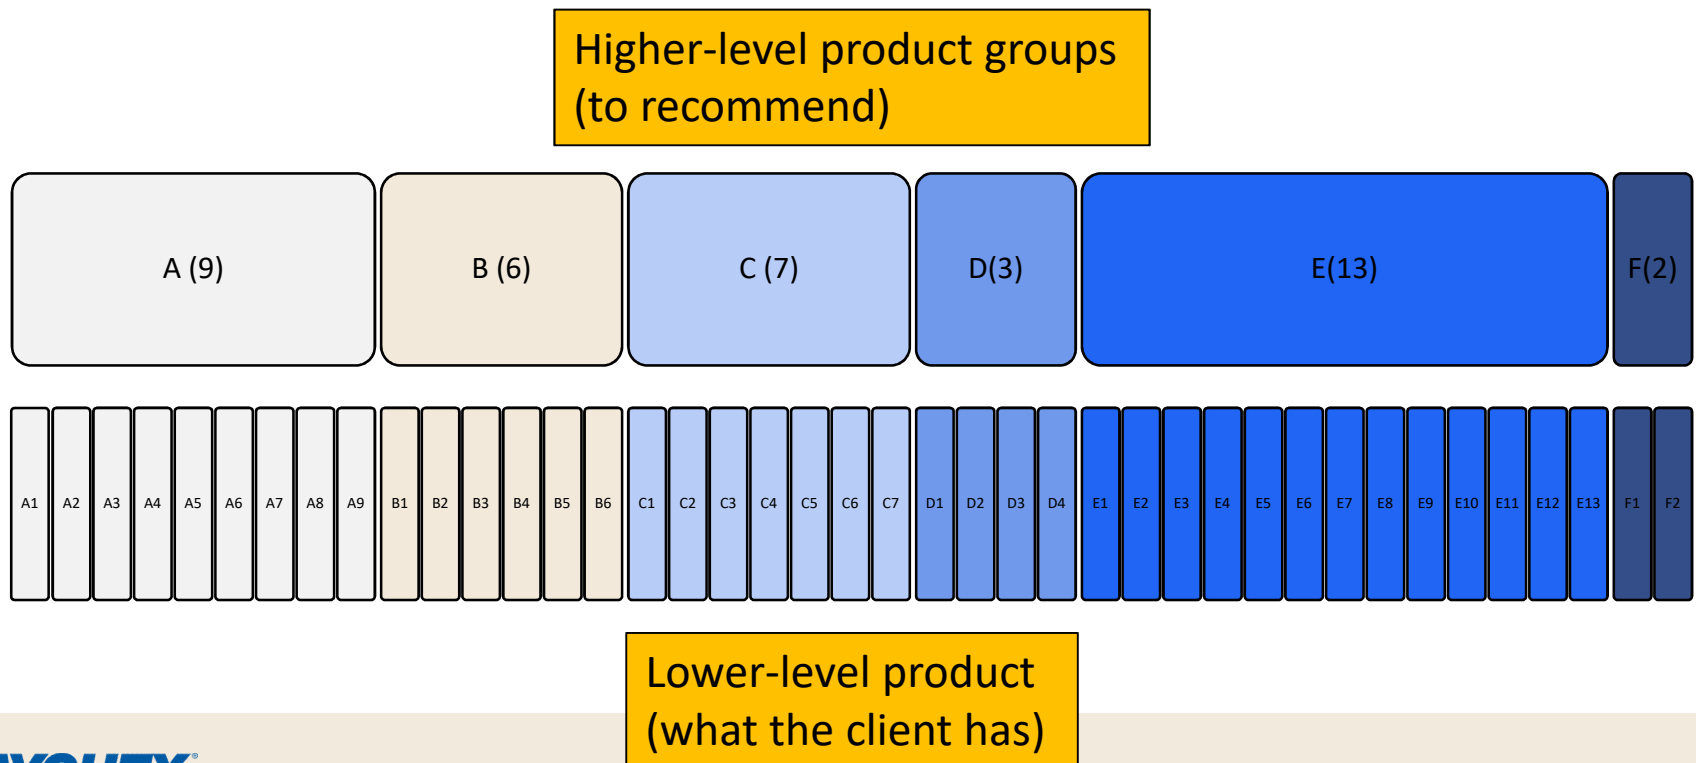 Higher-level product groups
(to recommend)
A (9) B (6) C (7) D(3) E(13) F(2)
A1 A2 A3 A4 A5 A6 A7 A8 A9 B1 B2 B3 B4 B5 B6 C1 C2 C3 C4 C5 C6 C7 D1 D2 D3 D4 E1 E2 E3 E4 E5 E6 E7 E8 E9 E10 E11 E12 E13 F1 F2
Lower-level product
(what the client has)